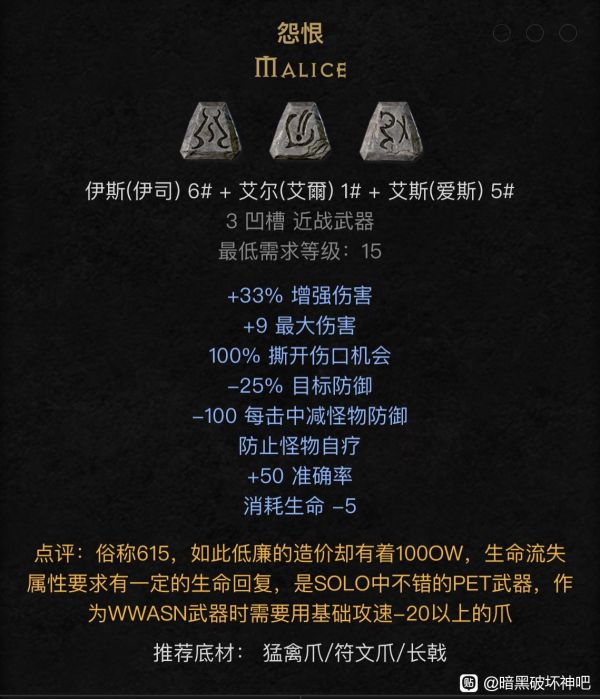 怨恨
MALICE
伊斯(伊司) 6# + 艾尔(艾爾) 1# + 艾斯(爱斯) 5#
3 凹槽 近战武器
最低需求等级：15
+33% 增强伤害
+9 最大伤害
100% 撕开伤口机会
-25% 目标防御
-100 每击中减怪物防御
防止怪物自疗
+50 准确率
消耗生命 -5
点评：俗称615，如此低廉的造价却有着100OW，生命流失
属性要求有一定的生命回复，是SOLO中不错的PET武器，作
为WWASN武器时需要用基础攻速-20以上的爪
推荐底材： 猛禽爪/符文爪/长戟
贴 @暗黑破坏神吧